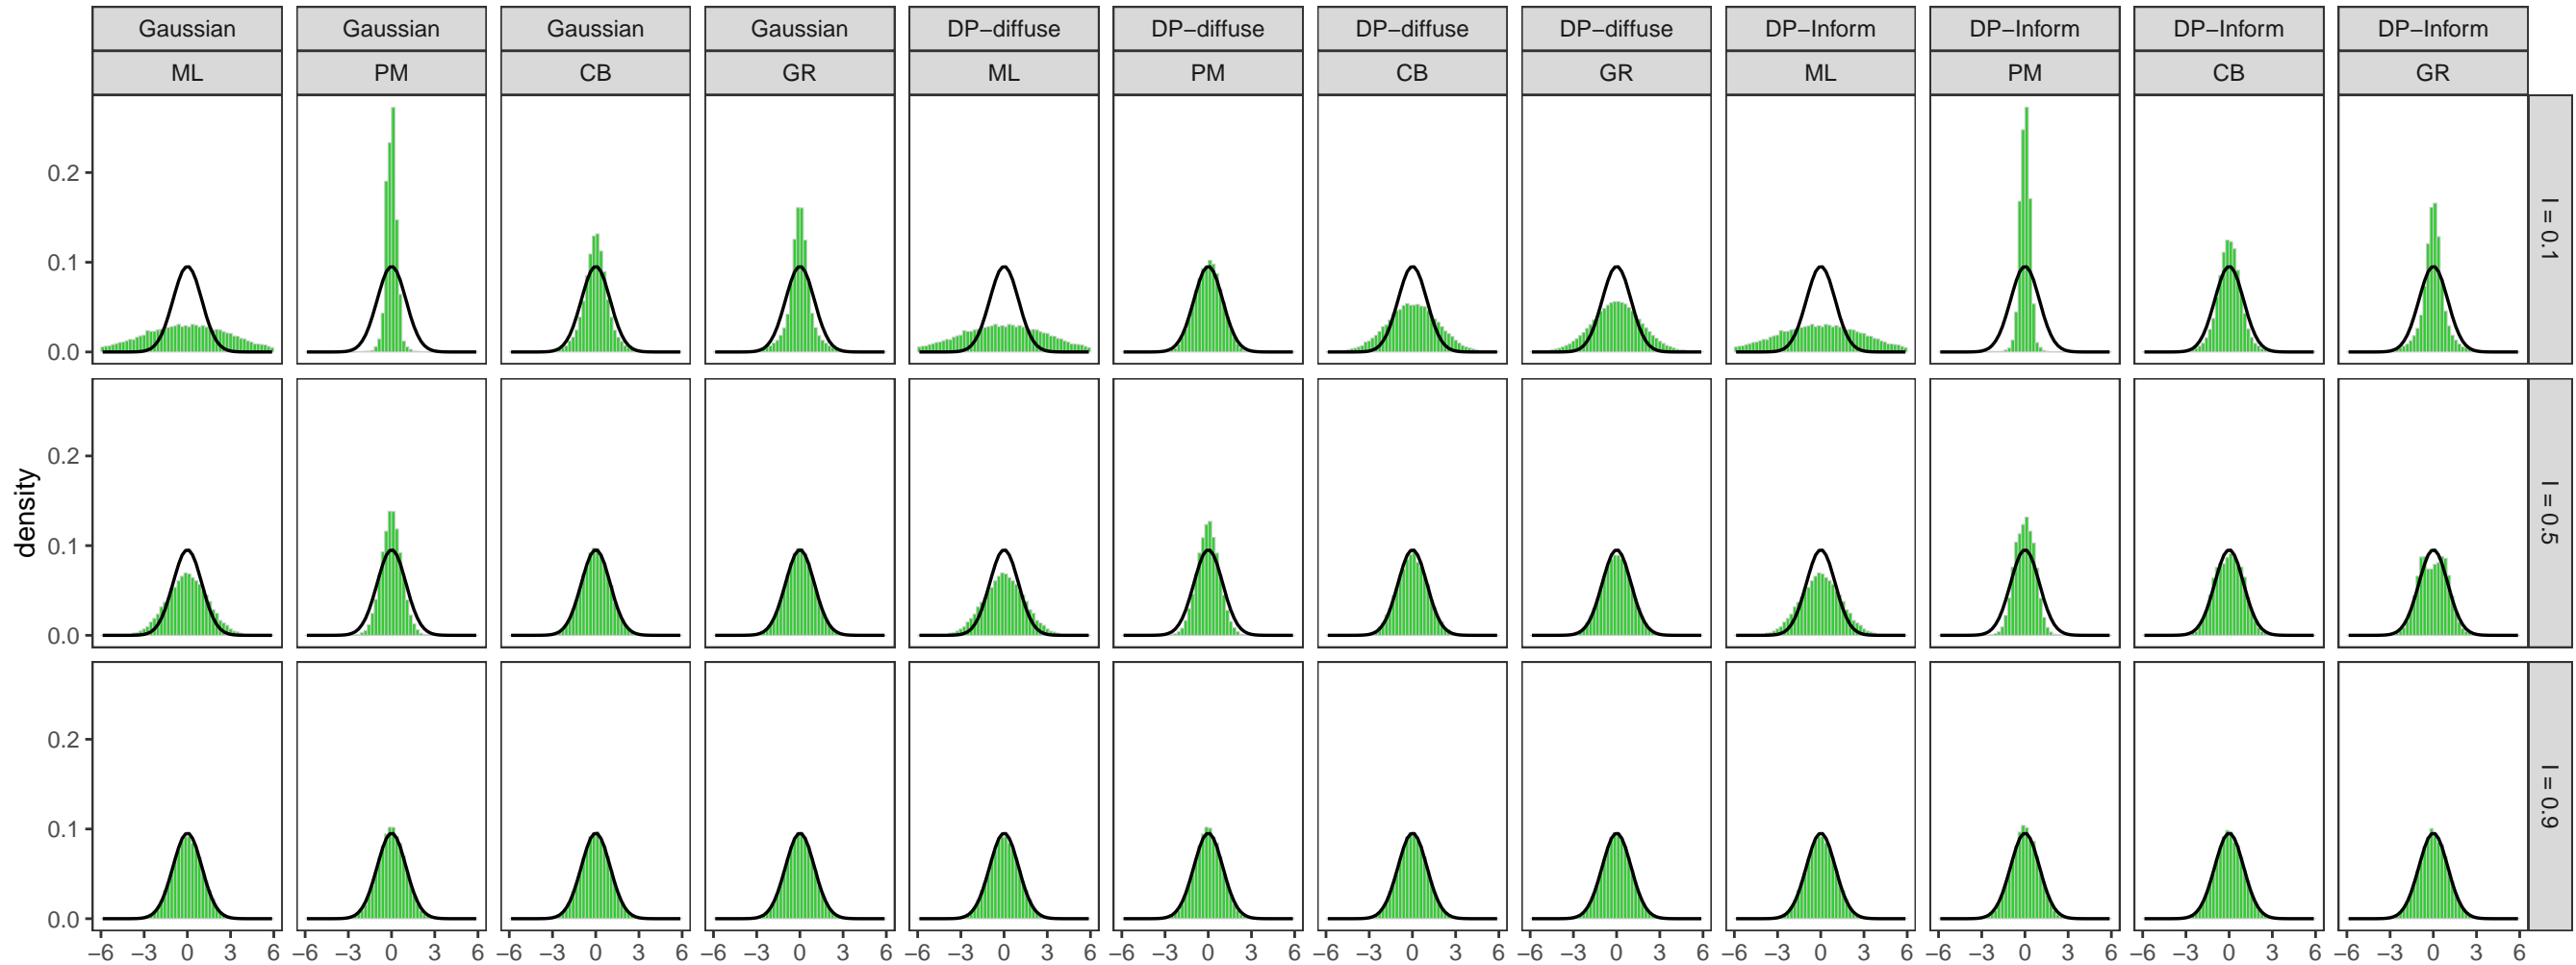 Gaussian Gaussian Gaussian Gaussian DP−diffuse DP−diffuse DP−diffuse DP−diffuse DP−Inform DP−Inform DP−Inform DP−Inform
ML PM CB GR ML PM CB GR ML PM CB GR
0.2
0.1
0.0
I = 0.1
density
0.2
0.1
0.0
I = 0.5
0.2
0.1
0.0
I = 0.9
−6 −3 0 3 6 −6 −3 0 3 6 −6 −3 0 3 6 −6 −3 0 3 6 −6 −3 0 3 6 −6 −3 0 3 6 −6 −3 0 3 6 −6 −3 0 3 6 −6 −3 0 3 6 −6 −3 0 3 6 −6 −3 0 3 6 −6 −3 0 3 6